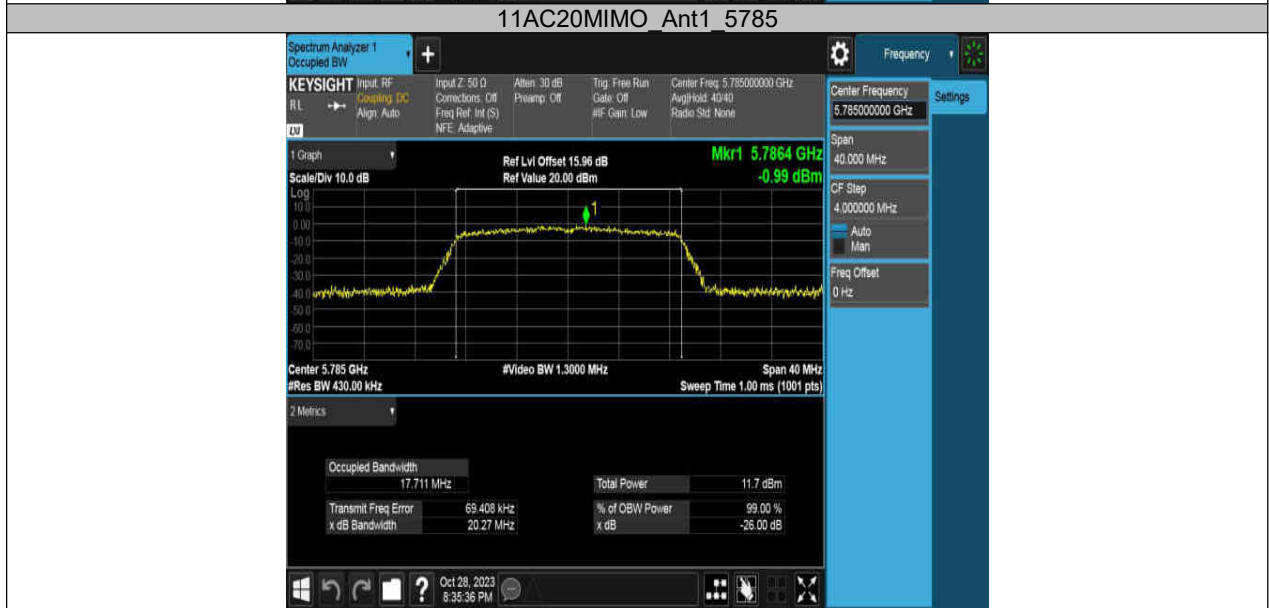 11AC20MIMO_Ant1_5785
Spectrum Analyzer 1
Occupied BW
+
Frequency
KEYSIGHT
RL
Input: RF
Coupling: DC
Align: Auto
Input Z: 50 Ω
Corrections: Off
Freq Ref: Int (S)
NFE: Adaptive
Atten: 30 dB
Preamp: Off
Trig: Free Run
Gate: Off
#IF Gain: Low
Center Freq: 5.785000000 GHz
Avg|Hold: 40/40
Radio Std: None
Center Frequency
5.785000000 GHz
Settings
Span
40.000 MHz
CF Step
4.000000 MHz
Auto
Man
Freq Offset
0 Hz
1 Graph
Scale/Div 10.0 dB
Ref Lvl Offset 15.96 dB
Ref Value 20.00 dBm
Mkr1 5.7864 GHz
-0.99 dBm
Log
10.0
0.00
-10.0
-20.0
-30.0
-40.0
-50.0
-60.0
-70.0
1
Center 5.785 GHz
#Video BW 1.3000 MHz
Span 40 MHz
#Res BW 430.00 kHz
Sweep Time 1.00 ms (1001 pts)
2 Metrics
Occupied Bandwidth
17.711 MHz
Total Power 11.7 dBm
Transmit Freq Error 69.408 kHz
% of OBW Power 99.00 %
x dB Bandwidth 20.27 MHz
x dB -26.00 dB
?
Oct 28, 2023
8:35:36 PM